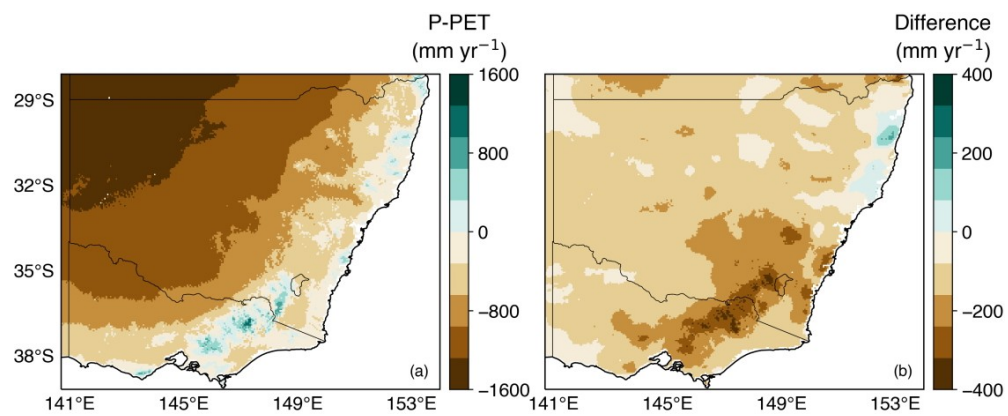 P-PET
(mm yr⁻¹)
Difference
(mm yr⁻¹)
29°S
32°S
35°S
38°S
1600
800
0
−800
−1600
400
200
0
−200
−400
(a)
(b)
141°E 145°E 149°E 153°E
141°E 145°E 149°E 153°E